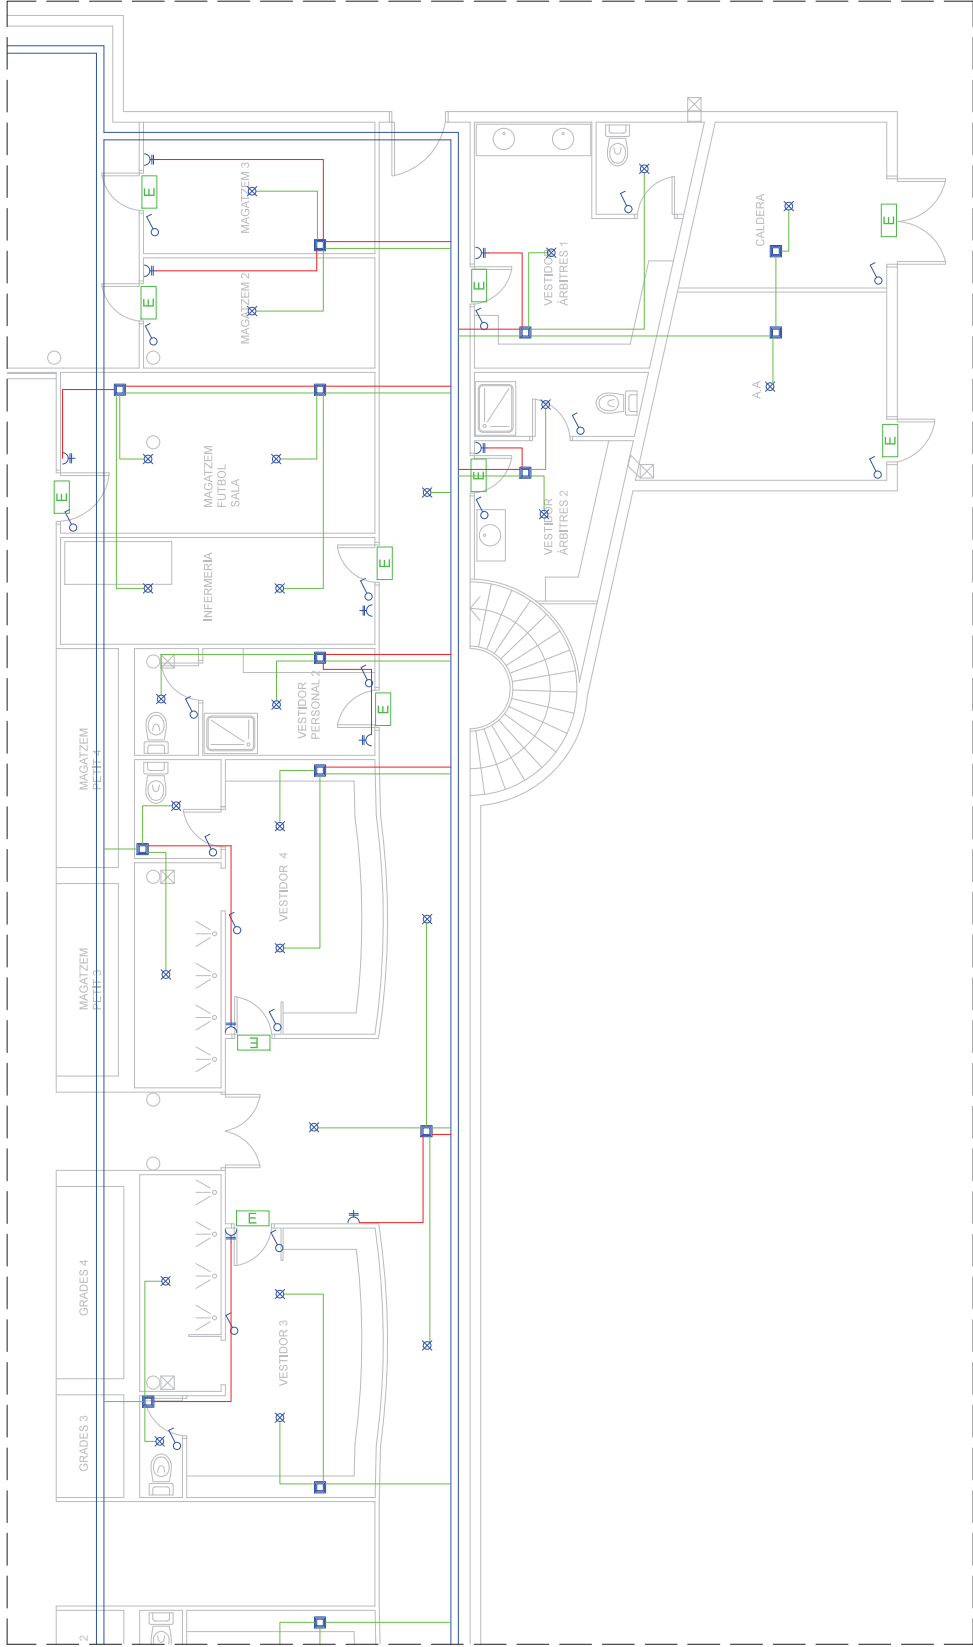 MAGATZEM 3
E
MAGATZEM 2
E
VESTIDOR
ÀRBITRES 1
E
CALDERA
E
A.A
E
MAGATZEM
FUTBOL
SALA
E
VESTIDOR
ÀRBITRES 2
E
INFERMERIA
E
VESTIDOR
PERSONAL 2
E
MAGATZEM
PETIT 4
VESTIDOR 4
E
MAGATZEM
PETIT 3
E
GRADES 4
VESTIDOR 3
GRADES 3
2